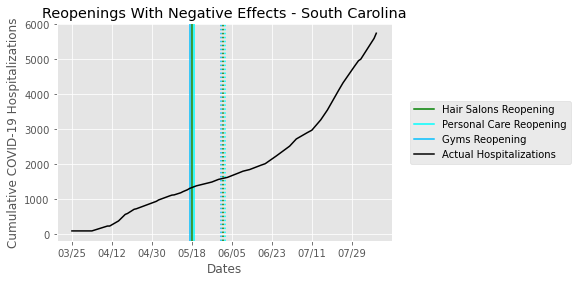 Reopenings With Negative Effects - South Carolina
Cumulative COVID-19 Hospitalizations
6000
5000
4000
3000
2000
1000
0
03/25 04/12 04/30 05/18 06/05 06/23 07/11 07/29
Dates
Hair Salons Reopening
Personal Care Reopening
Gyms Reopening
Actual Hospitalizations